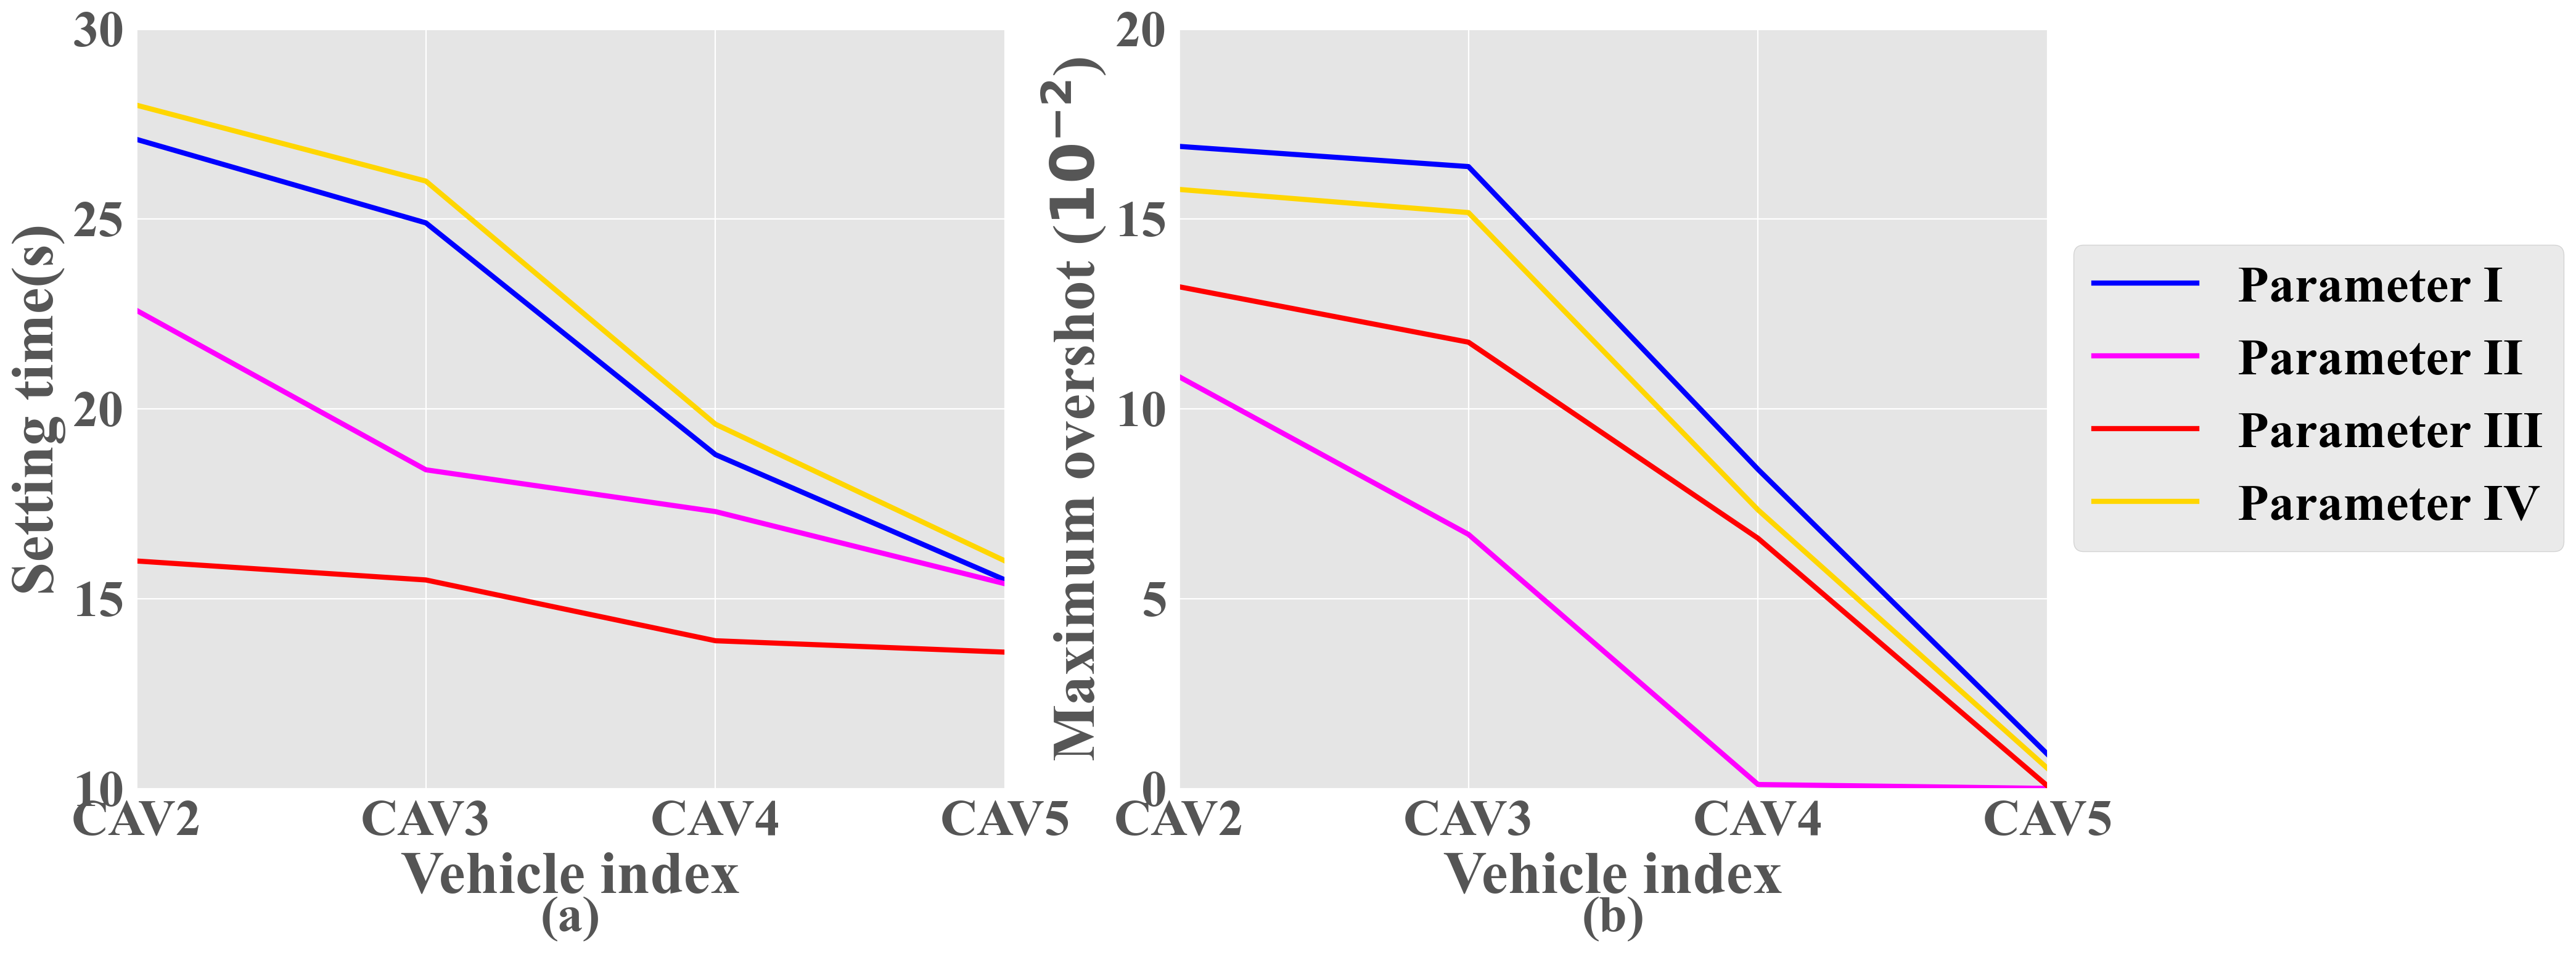 Setting time(s)
30
25
20
15
10
CAV2
CAV3
CAV4
CAV5
Vehicle index
(a)
Maximum overshot (10⁻²)
20
15
10
5
0
CAV2
CAV3
CAV4
CAV5
Vehicle index
(b)
Parameter I
Parameter II
Parameter III
Parameter IV